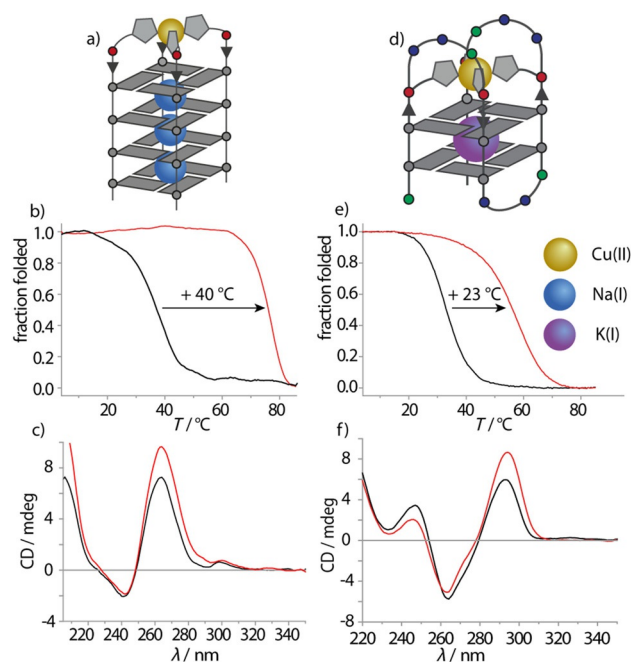 a)
d)
b)
fraction folded
1.0
0.8
0.6
0.4
0.2
0.0
+ 40 °C
20
40
60
80
T / °C
e)
fraction folded
1.0
0.8
0.6
0.4
0.2
0.0
+ 23 °C
20
40
60
80
T / °C
Cu(II)
Na(I)
K(I)
c)
CD / mdeg
8
4
0
-4
220
240
260
280
300
320
340
λ / nm
f)
CD / mdeg
8
4
0
-4
-8
220
240
260
280
300
320
340
λ / nm